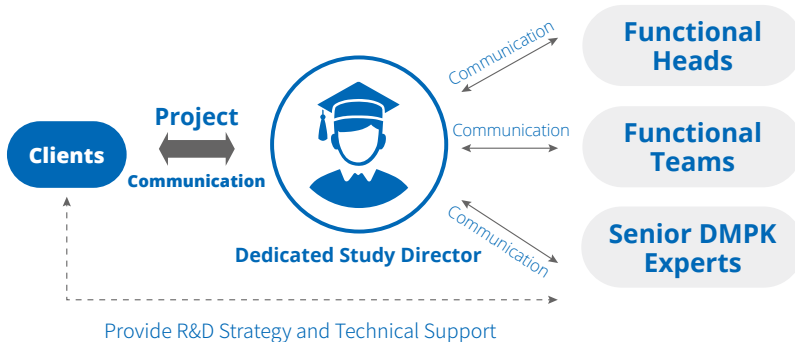 Clients
Project
Communication
Dedicated Study Director
Communication
Functional
Heads
Communication
Functional
Teams
Communication
Senior DMPK
Experts
Provide R&D Strategy and Technical Support